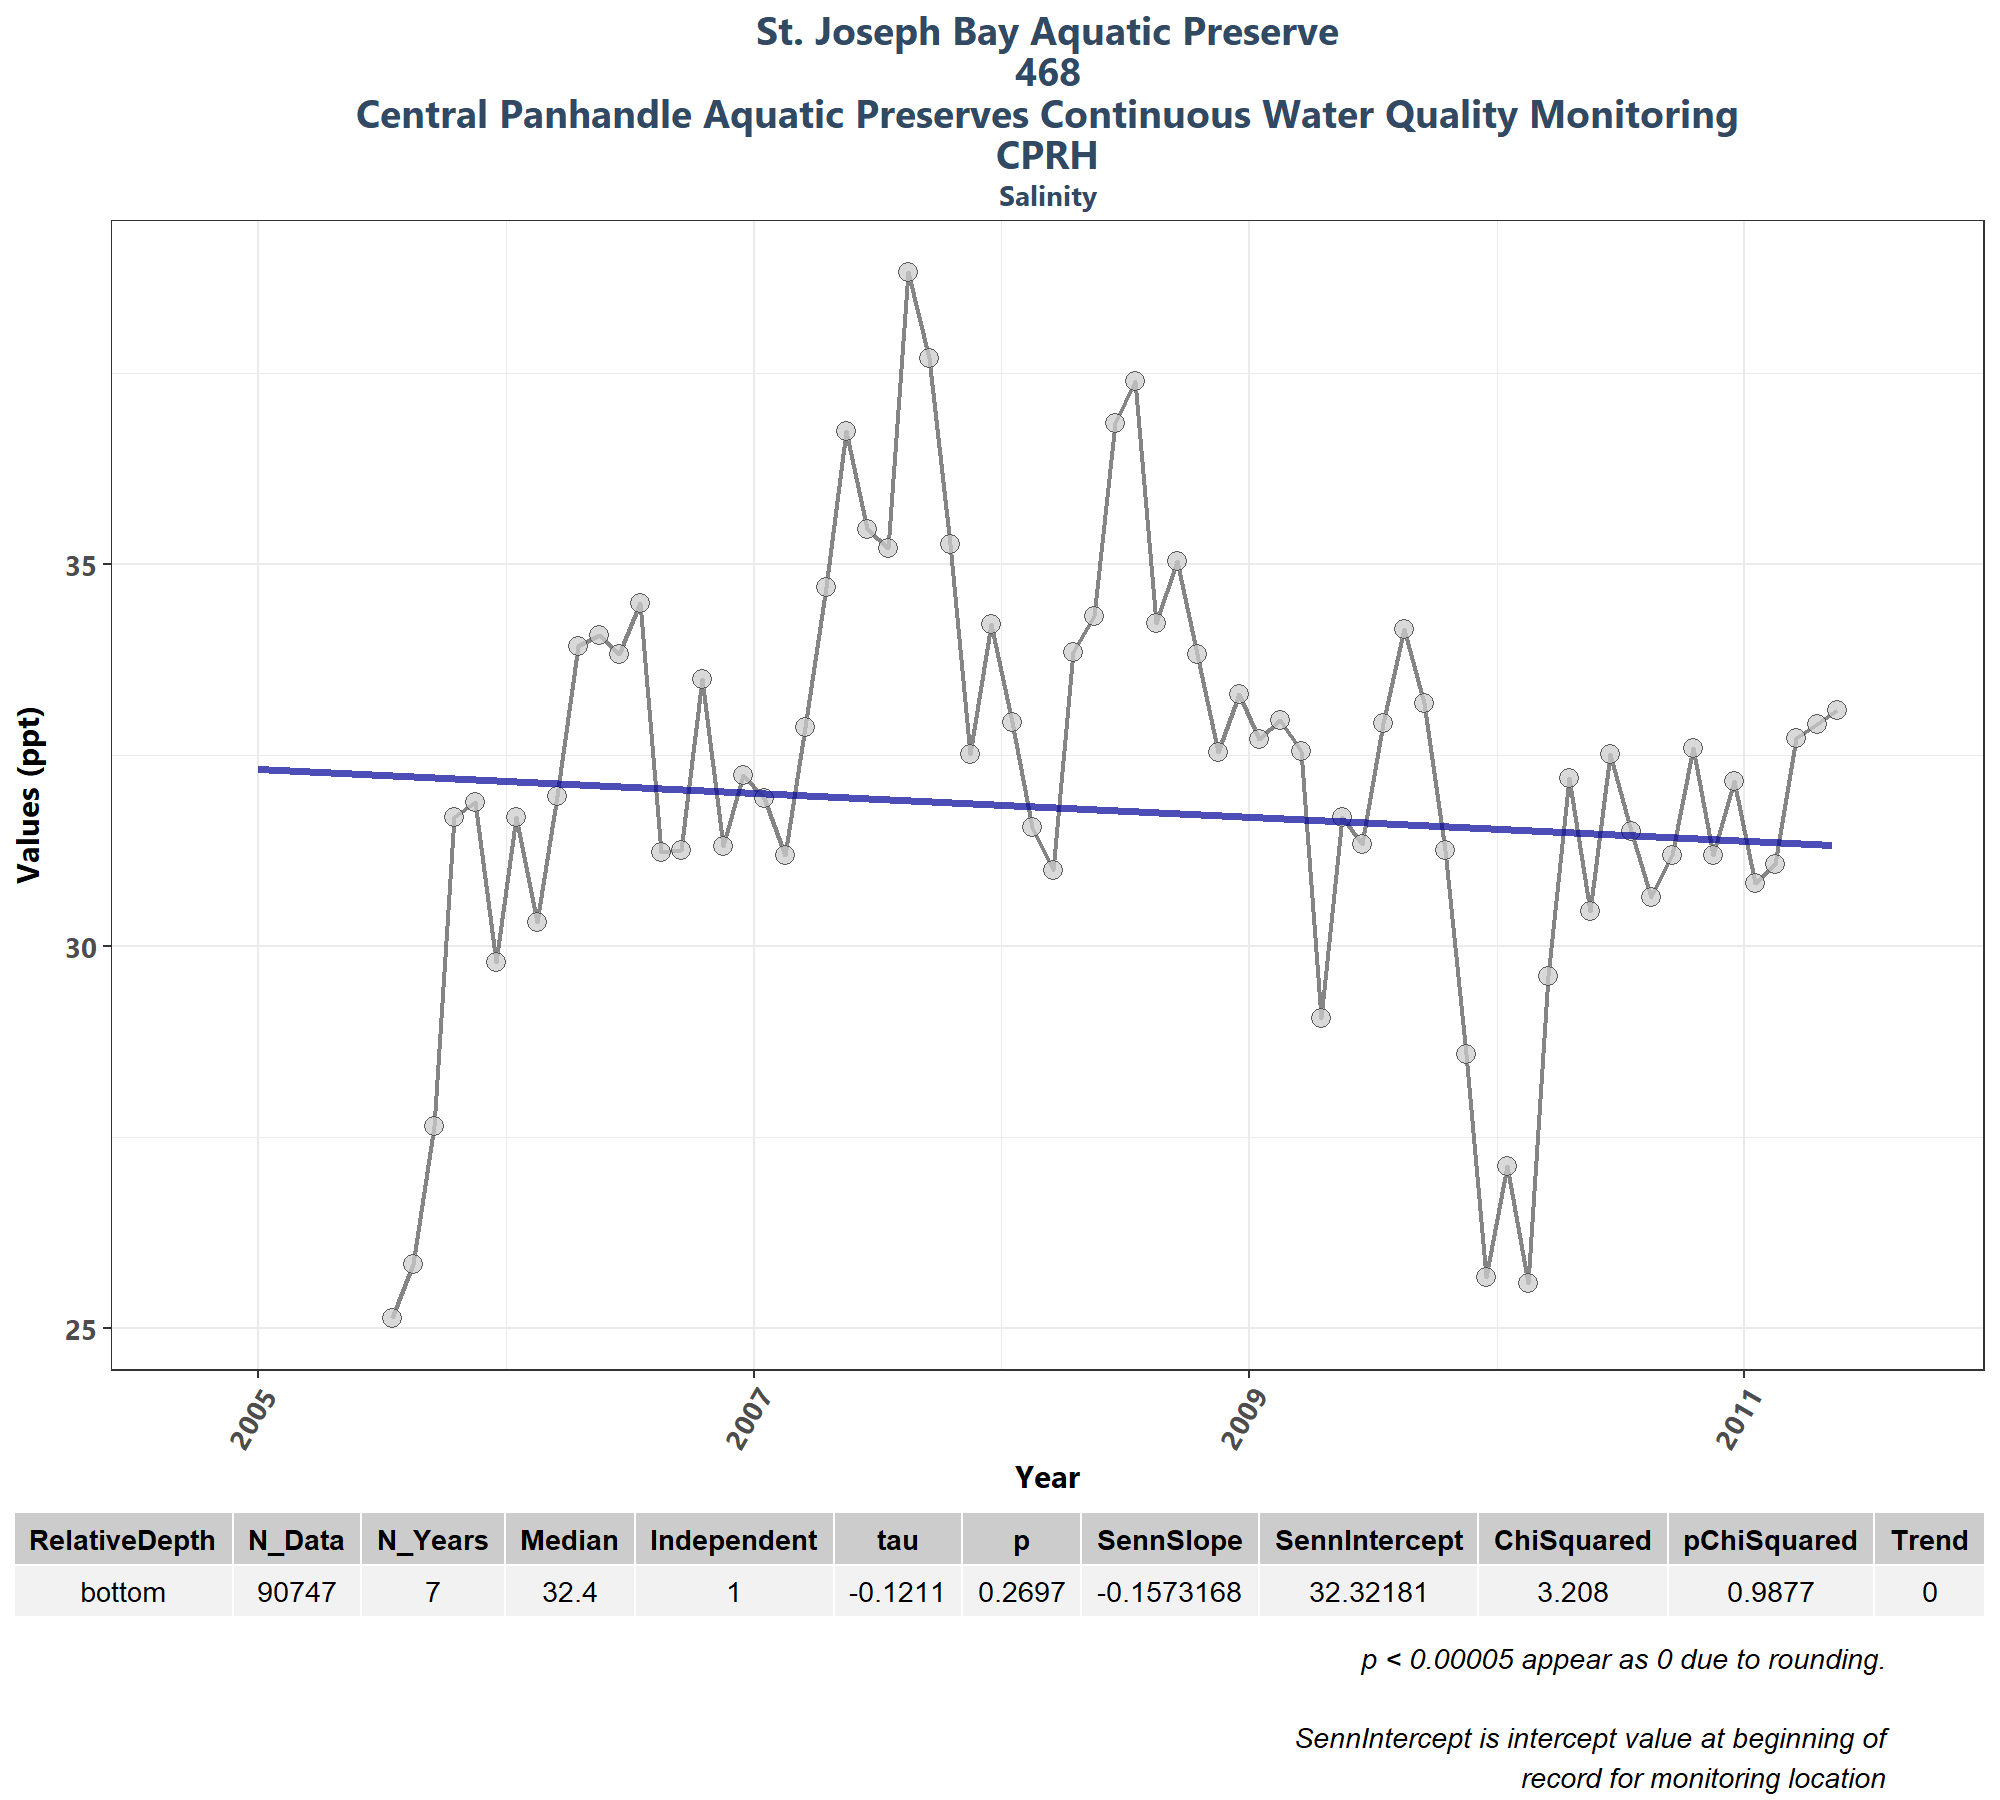 St. Joseph Bay Aquatic Preserve
468
Central Panhandle Aquatic Preserves Continuous Water Quality Monitoring
CPRH
Salinity
Values (ppt)
35
30
25
2005
2007
2009
2011
Year
RelativeDepth N_Data N_Years Median Independent tau p SennSlope SennIntercept ChiSquared pChiSquared Trend
bottom 90747 7 32.4 1 -0.1211 0.2697 -0.1573168 32.32181 3.208 0.9877 0
p < 0.00005 appear as 0 due to rounding.
SennIntercept is intercept value at beginning of
record for monitoring location